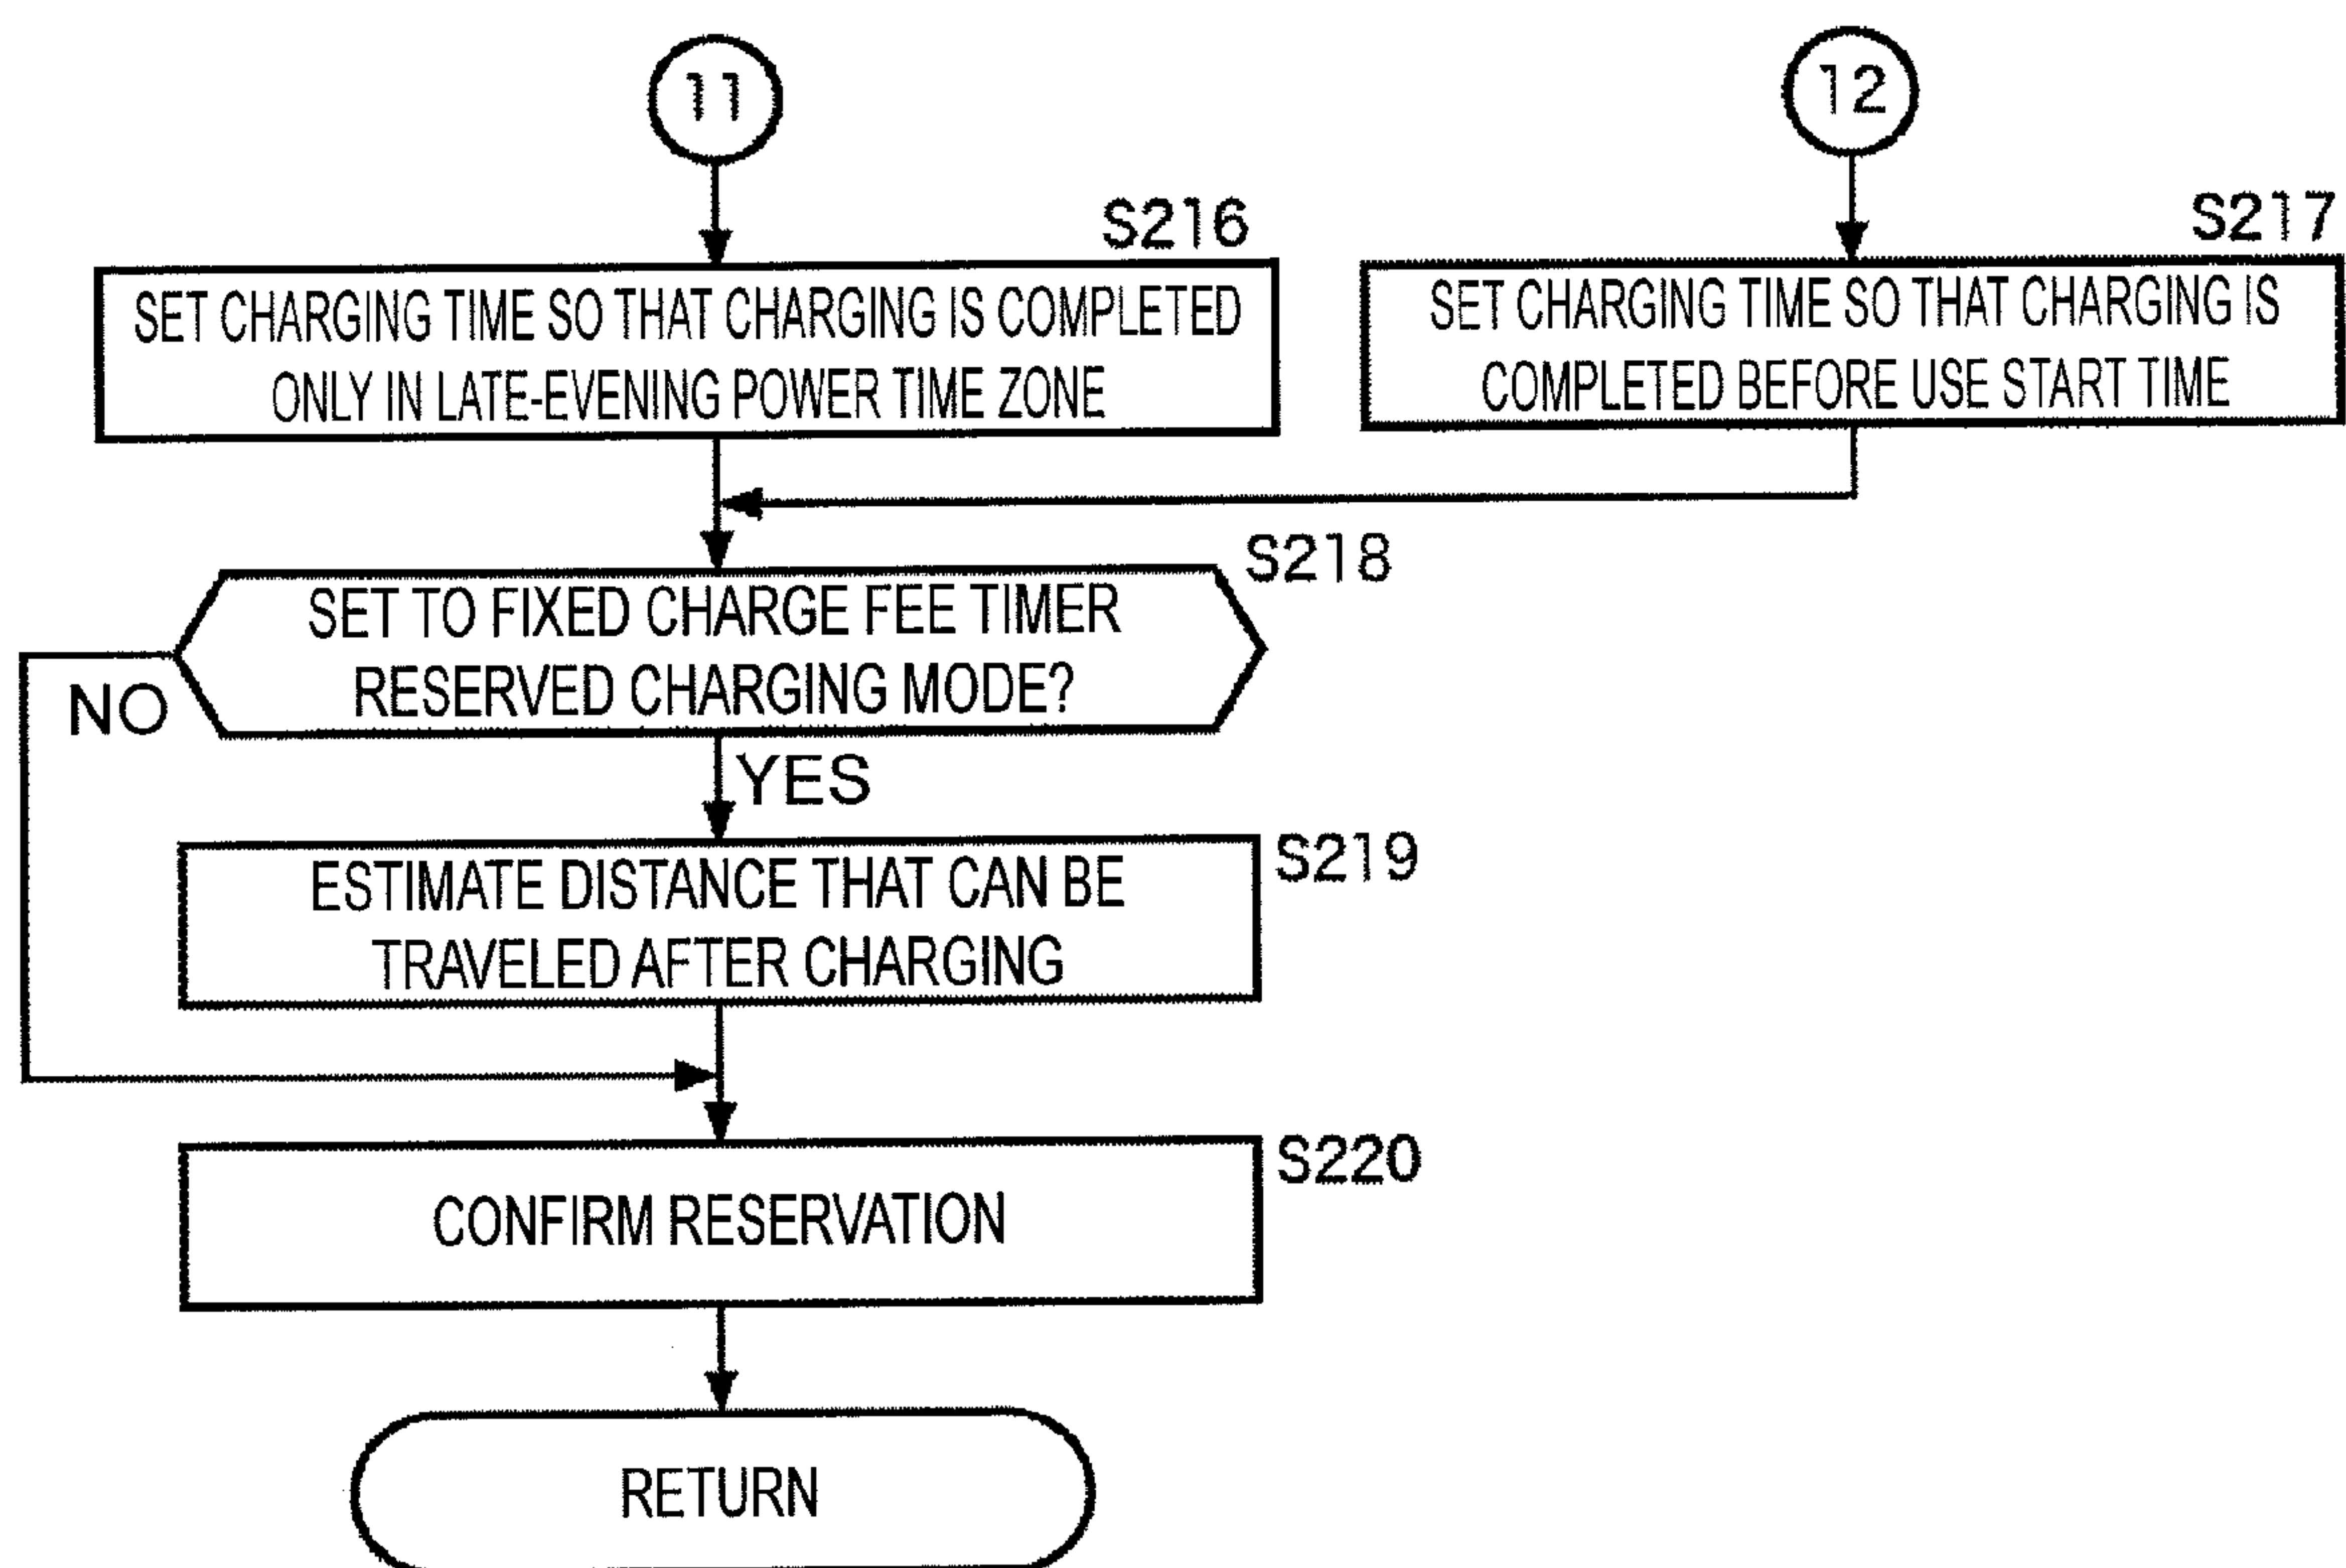 11
12
S216
S217
SET CHARGING TIME SO THAT CHARGING IS COMPLETED
ONLY IN LATE-EVENING POWER TIME ZONE
SET CHARGING TIME SO THAT CHARGING IS
COMPLETED BEFORE USE START TIME
S218
SET TO FIXED CHARGE FEE TIMER
RESERVED CHARGING MODE?
NO
YES
S219
ESTIMATE DISTANCE THAT CAN BE
TRAVELED AFTER CHARGING
S220
CONFIRM RESERVATION
RETURN